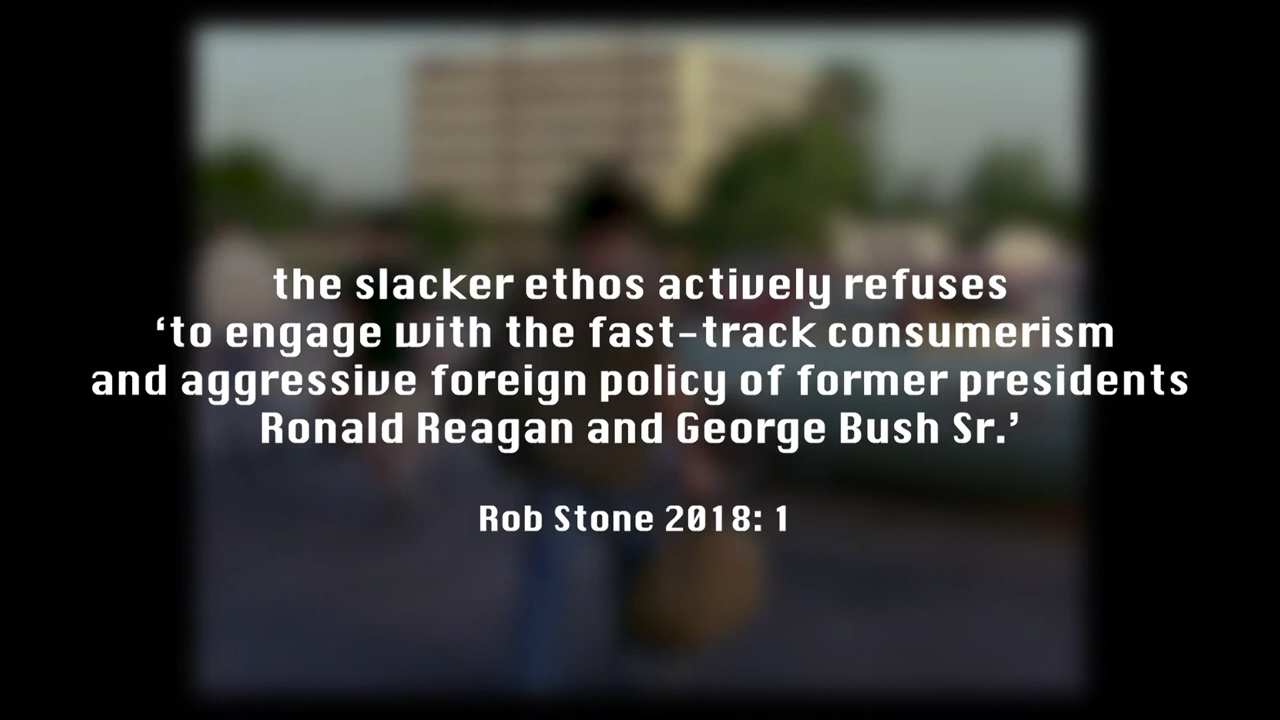 the slacker ethos actively refuses
‘to engage with the fast-track consumerism
and aggressive foreign policy of former presidents
Ronald Reagan and George Bush Sr.’
Rob Stone 2018: 1